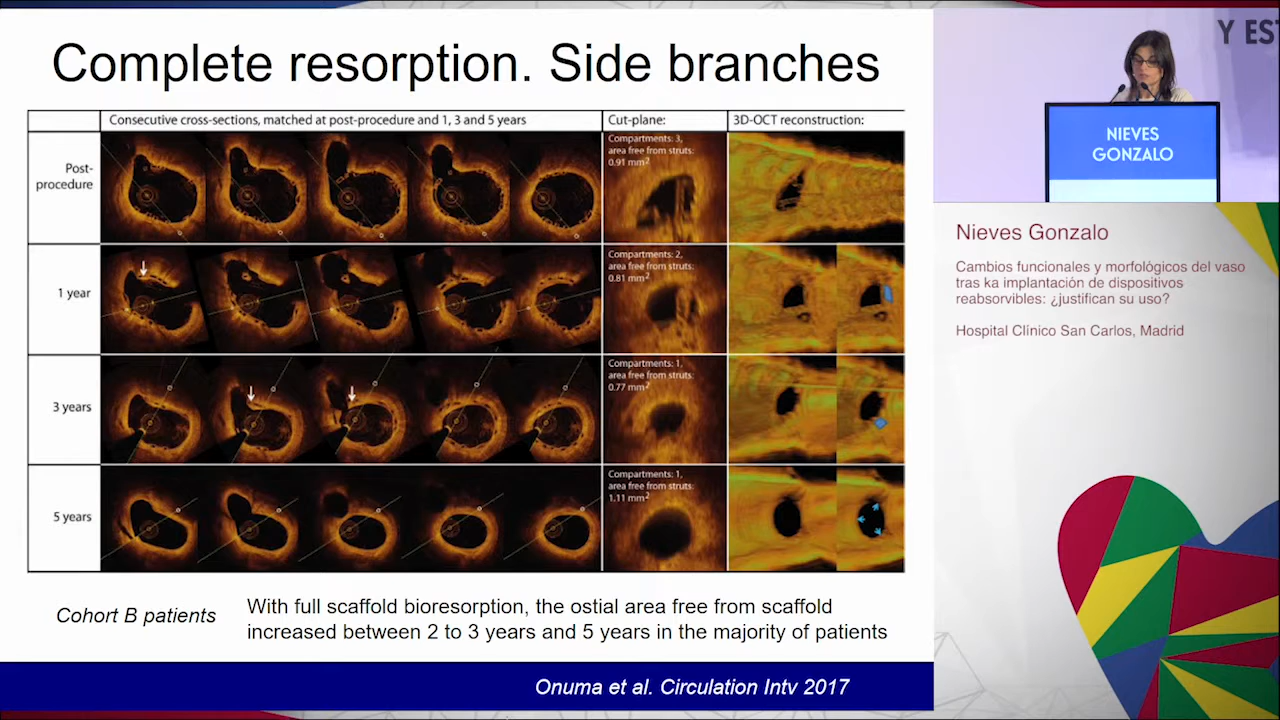 Complete resorption. Side branches
Consecutive cross-sections, matched at post-procedure and 1, 3 and 5 years
Cut-plane:
3D-OCT reconstruction:
Post-
procedure
Compartments: 3,
area free from struts:
0.91 mm²
1 year
Compartments: 2,
area free from struts:
0.81 mm²
3 years
Compartments: 1,
area free from struts:
0.77 mm²
5 years
Compartments: 1,
area free from struts:
1.11 mm²
Cohort B patients
With full scaffold bioresorption, the ostial area free from scaffold
increased between 2 to 3 years and 5 years in the majority of patients
Onuma et al. Circulation Intv 2017
Y EST
NIEVES
GONZALO
Nieves Gonzalo
Cambios funcionales y morfológicos del vaso
tras ka implantación de dispositivos
reabsorvibles: ¿justifican su uso?
Hospital Clínico San Carlos, Madrid